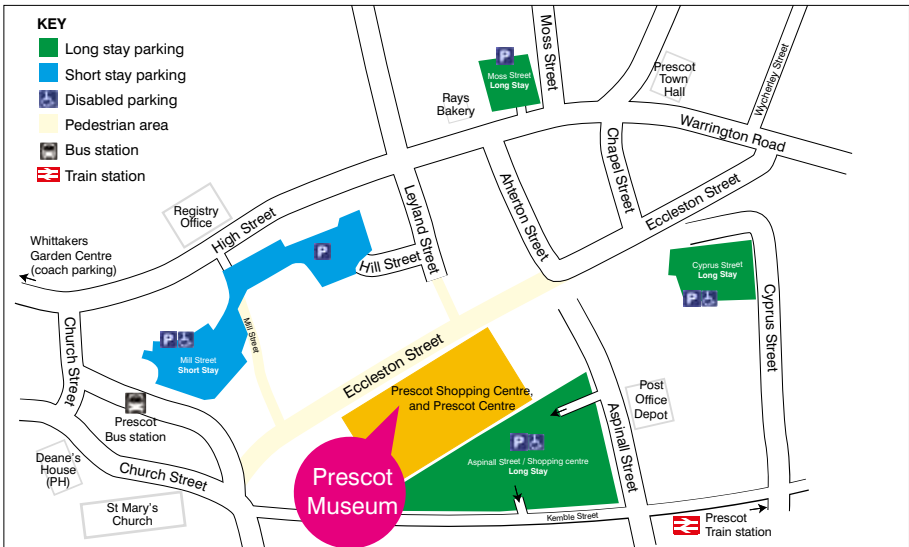 KEY
Long stay parking
Short stay parking
Disabled parking
Pedestrian area
Bus station
Train station
P
Moss Street
Long Stay
Moss Street
Rays
Bakery
Prescot
Town
Hall
Wycherley Street
Warrington Road
Chapel Street
Eccleston Street
Ahterton Street
Leyland Street
Registry
Office
High Street
Whittakers
Garden Centre
(coach parking)
P
Hill Street
Cyprus Street
Long Stay
P
Cyprus Street
Church Street
P
Mill Street
Short Stay
Mill Street
Eccleston Street
Prescot Shopping Centre,
and Prescot Centre
Post
Office
Depot
Aspinall Street
P
Aspinall Street / Shopping centre
Long Stay
Prescot
Bus station
Deane's
House
(PH)
Church Street
St Mary's
Church
Prescot
Museum
Kemble Street
Prescot
Train station